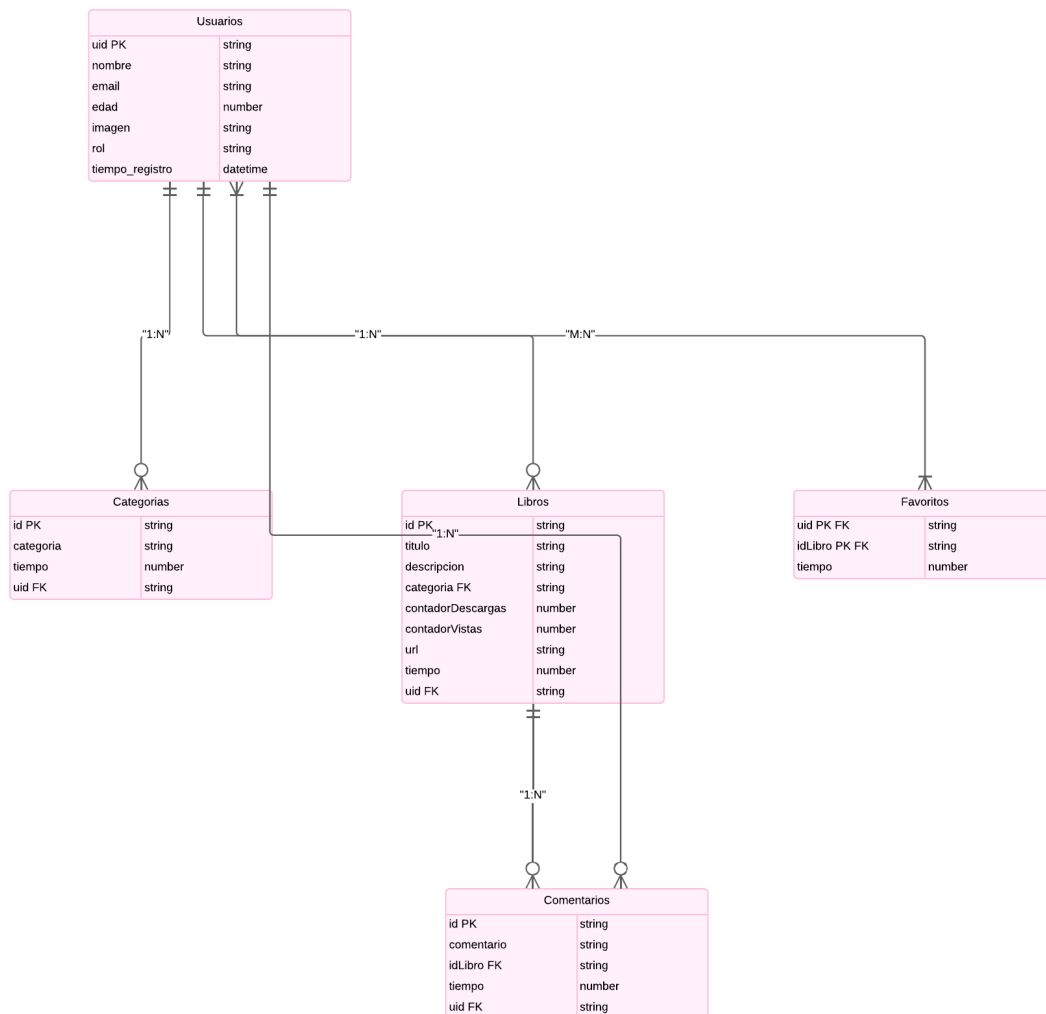 Usuarios
uid PK string
nombre string
email string
edad number
imagen string
rol string
tiempo_registro datetime
"1:N" "1:N" "M:N"
Categorias
id PK string
categoria string
tiempo number
uid FK string
Libros
id PK string
"1:N"
titulo string
descripcion string
categoria FK string
contadorDescargas number
contadorVistas number
url string
tiempo number
uid FK string
Favoritos
uid PK FK string
idLibro PK FK string
tiempo number
"1:N"
Comentarios
id PK string
comentario string
idLibro FK string
tiempo number
uid FK string